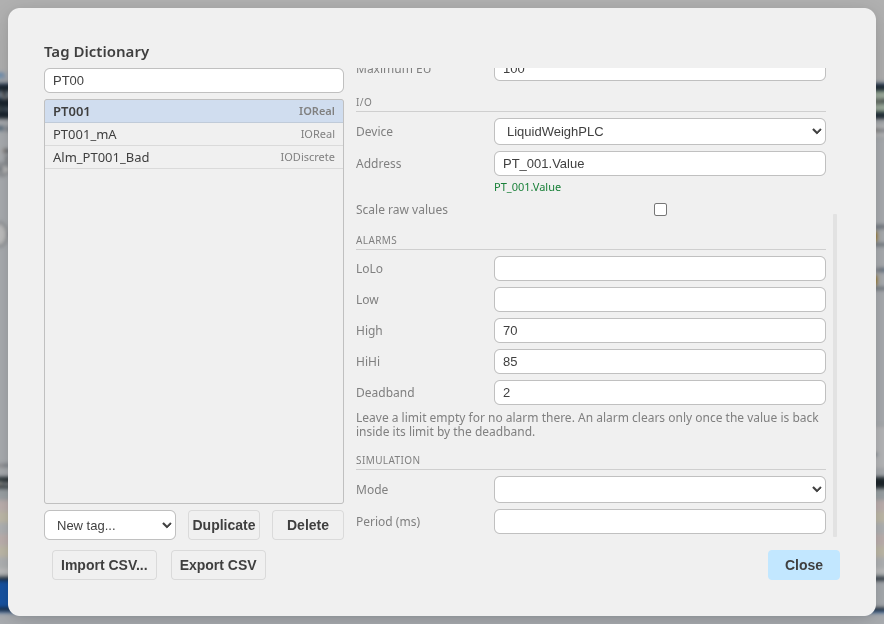 Tag Dictionary
PT00
PT001 IOReal
PT001_mA IOReal
Alm_PT001_Bad IODiscrete
New tag...
Duplicate
Delete
Import CSV...
Export CSV
Maximum EU 100
I/O
Device LiquidWeighPLC
Address PT_001.Value
PT_001.Value
Scale raw values
ALARMS
LoLo
Low
High 70
HiHi 85
Deadband 2
Leave a limit empty for no alarm there. An alarm clears only once the value is back
inside its limit by the deadband.
SIMULATION
Mode
Period (ms)
Close